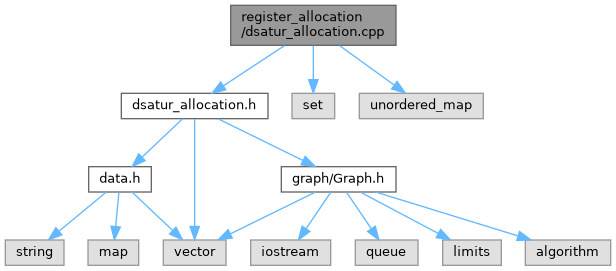 register_allocation
/dsatur_allocation.cpp
dsatur_allocation.h
set
unordered_map
data.h
graph/Graph.h
string
map
vector
iostream
queue
limits
algorithm